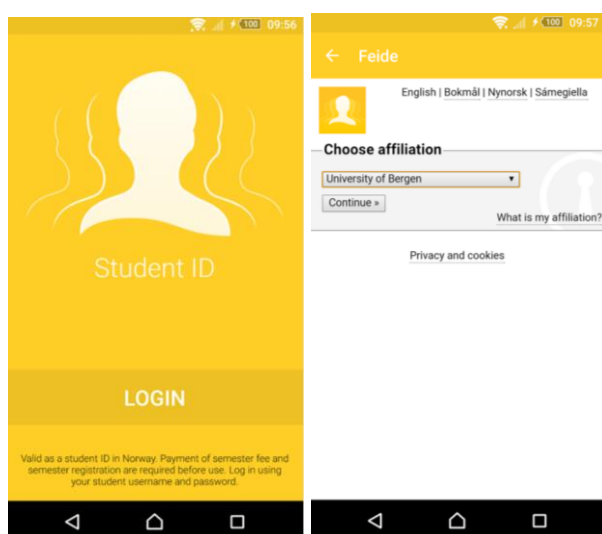 100 09:56
Student ID
LOGIN
Valid as a student ID in Norway. Payment of semester fee and
semester registration are required before use. Log in using
your student username and password.
100 09:57
Feide
English | Bokmål | Nynorsk | Sámegiella
Choose affiliation
University of Bergen
Continue »
What is my affiliation?
Privacy and cookies